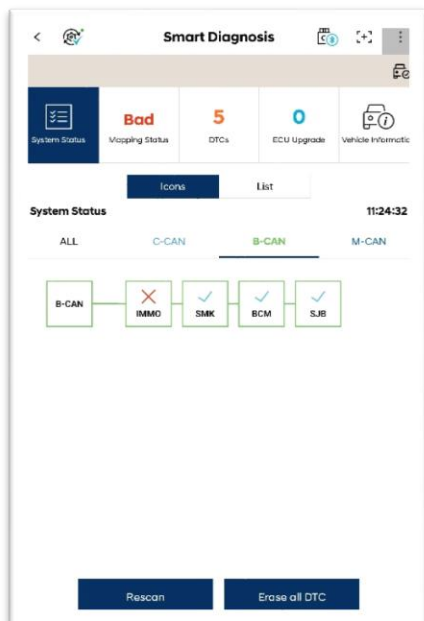 Smart Diagnosis
Bad
5
0
System Status
Mapping Status
DTCs
ECU Upgrade
Vehicle Informatic
Icons
List
System Status
11:24:32
ALL
C-CAN
B-CAN
M-CAN
B-CAN
IMMO
SMK
BCM
SJB
Rescan
Erase all DTC